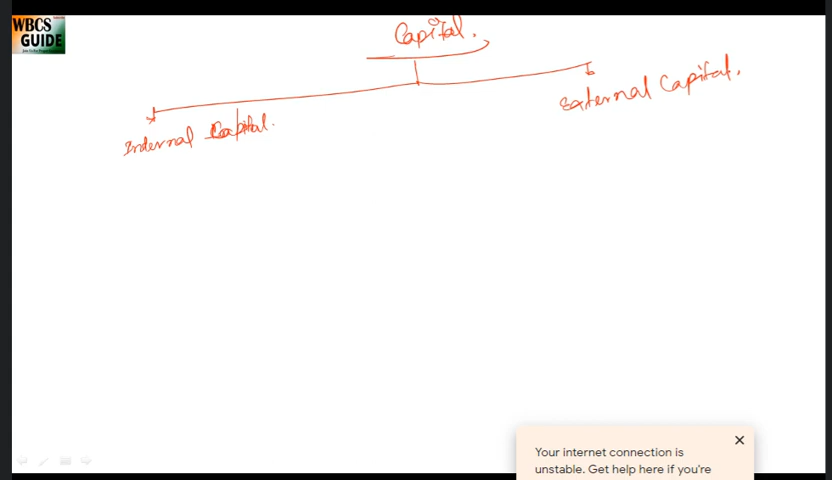 WBCS
GUIDE
Capital.
Internal Capital.
External Capital.
Your internet connection is
unstable. Get help here if you're